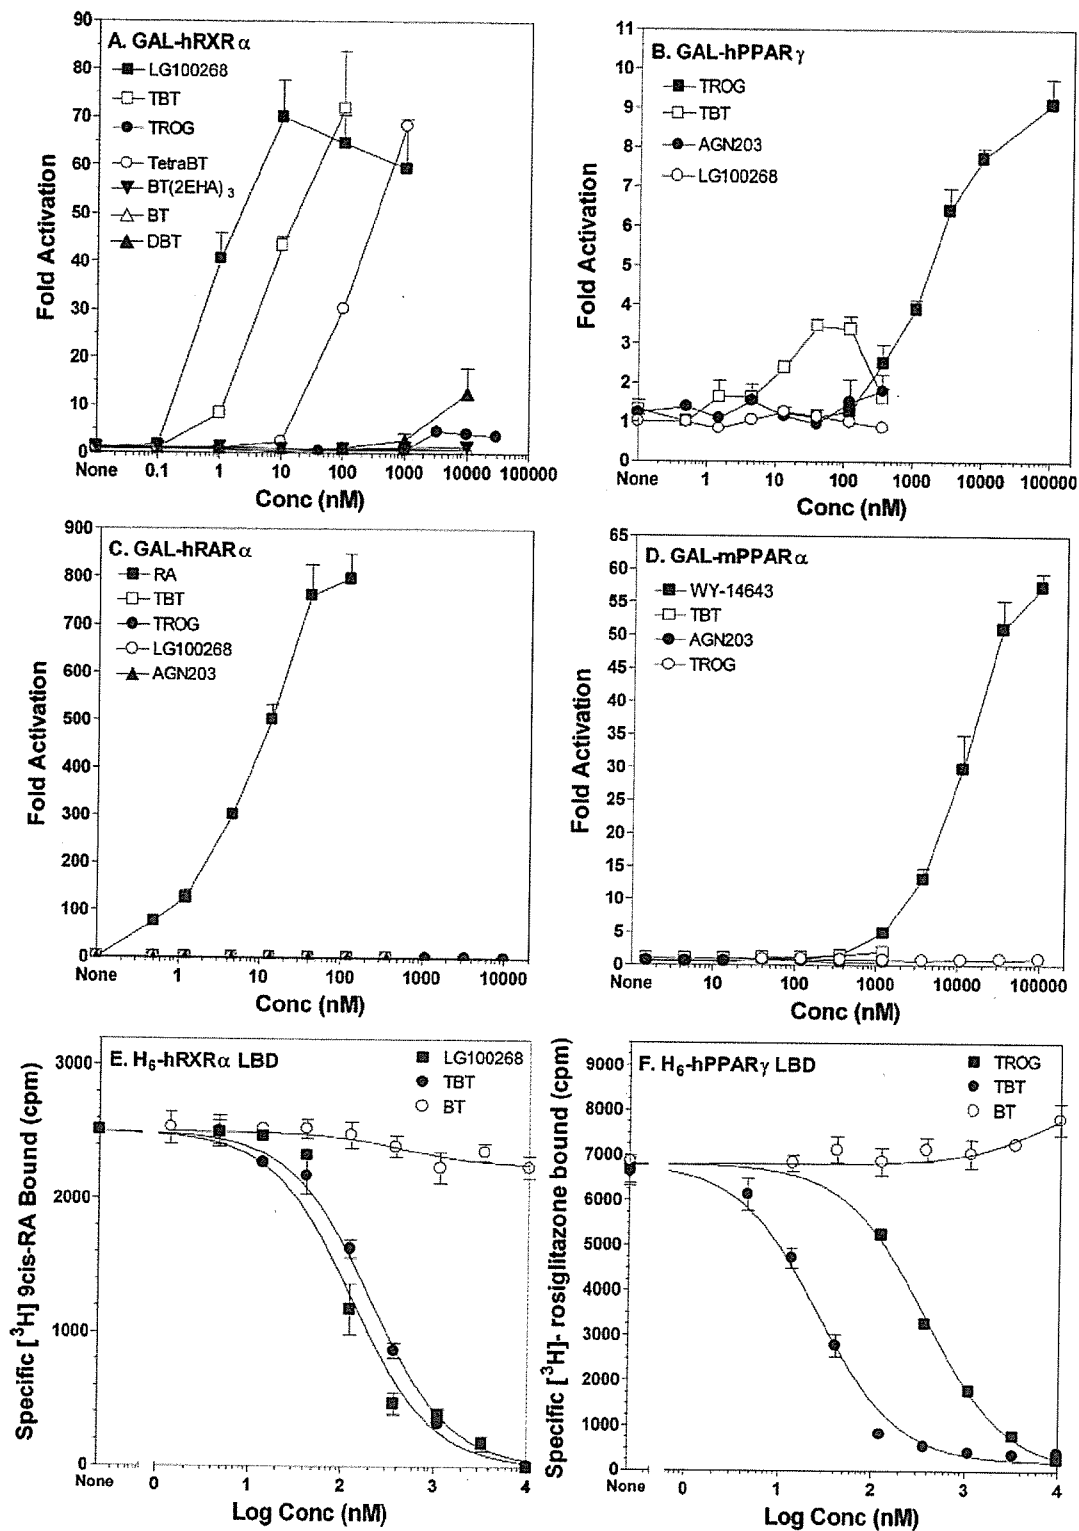 A. GAL-hRXR α
LG100268
TBT
TROG
TetraBT
BT(2EHA) 3
BT
DBT
90
80
70
60
50
40
30
20
10
0
Fold Activation
None 0.1 1 10 100 1000 10000 100000
Conc (nM)
B. GAL-hPPAR γ
TROG
TBT
AGN203
LG100268
11
10
9
8
7
6
5
4
3
2
1
0
Fold Activation
None 1 10 100 1000 10000 100000
Conc (nM)
C. GAL-hRAR α
RA
TBT
TROG
LG100268
AGN203
900
800
700
600
500
400
300
200
100
0
Fold Activation
None 1 10 100 1000 10000
Conc (nM)
D. GAL-mPPAR α
WY-14643
TBT
AGN203
TROG
65
60
55
50
45
40
35
30
25
20
15
10
5
0
Fold Activation
None 10 100 1000 10000 100000
Conc (nM)
E. H6-hRXRα LBD
LG100268
TBT
BT
3000
2000
1000
0
Specific [3H] 9cis-RA Bound (cpm)
None 0 1 2 3 4
Log Conc (nM)
F. H6-hPPARγ LBD
TROG
TBT
BT
9000
8000
7000
6000
5000
4000
3000
2000
1000
0
Specific [3H]- rosiglitazone bound (cpm)
None 0 1 2 3 4
Log Conc (nM)